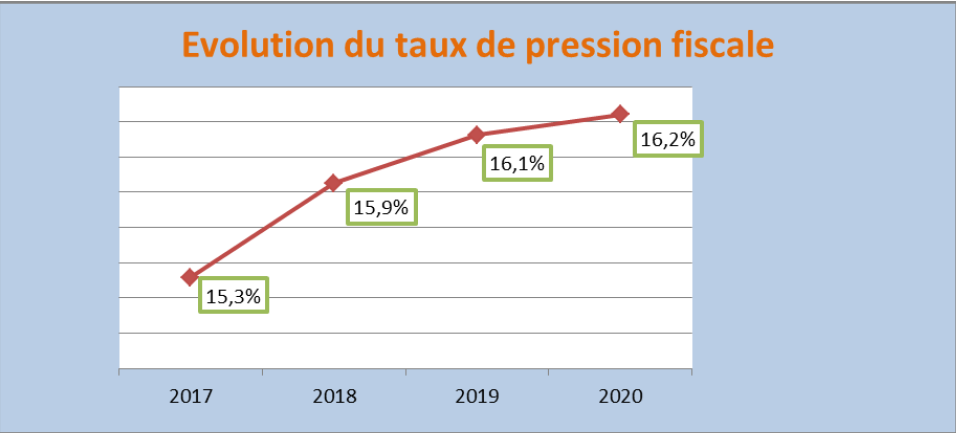 Evolution du taux de pression fiscale
16,2%
16,1%
15,9%
15,3%
2017 2018 2019 2020